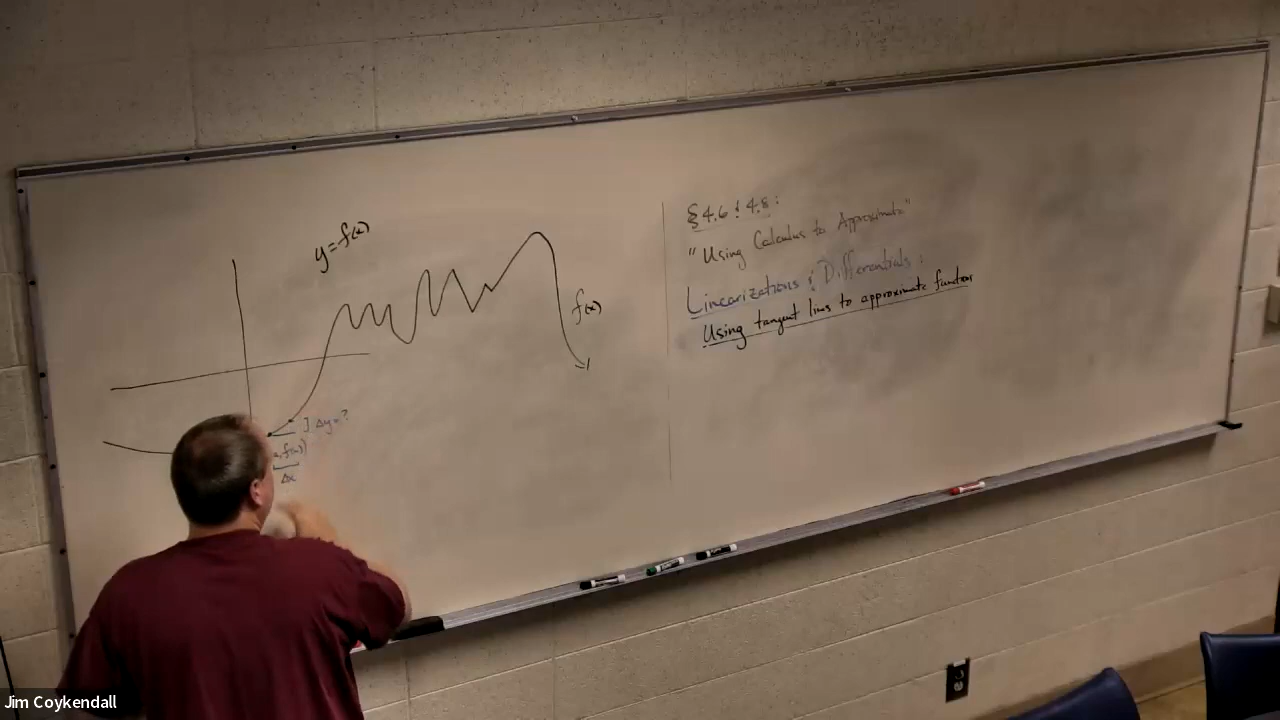 y=f(x)
f(x)
] Δy=?
a, f(a))
Δx
§ 4.6 & 4.8:
"Using Calculus to Approximate"
Linearizations & Differentials:
Using tangent lines to approximate functions
Jim Coykendall